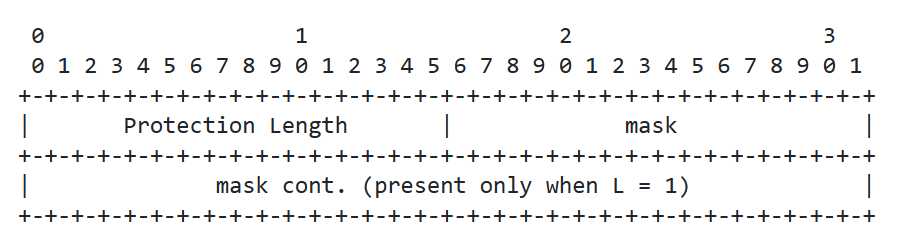 0                   1                   2                   3
 0 1 2 3 4 5 6 7 8 9 0 1 2 3 4 5 6 7 8 9 0 1 2 3 4 5 6 7 8 9 0 1
+-+-+-+-+-+-+-+-+-+-+-+-+-+-+-+-+-+-+-+-+-+-+-+-+-+-+-+-+-+-+-+-+
|       Protection Length       |             mask              |
+-+-+-+-+-+-+-+-+-+-+-+-+-+-+-+-+-+-+-+-+-+-+-+-+-+-+-+-+-+-+-+-+
|              mask cont. (present only when L = 1)             |
+-+-+-+-+-+-+-+-+-+-+-+-+-+-+-+-+-+-+-+-+-+-+-+-+-+-+-+-+-+-+-+-+